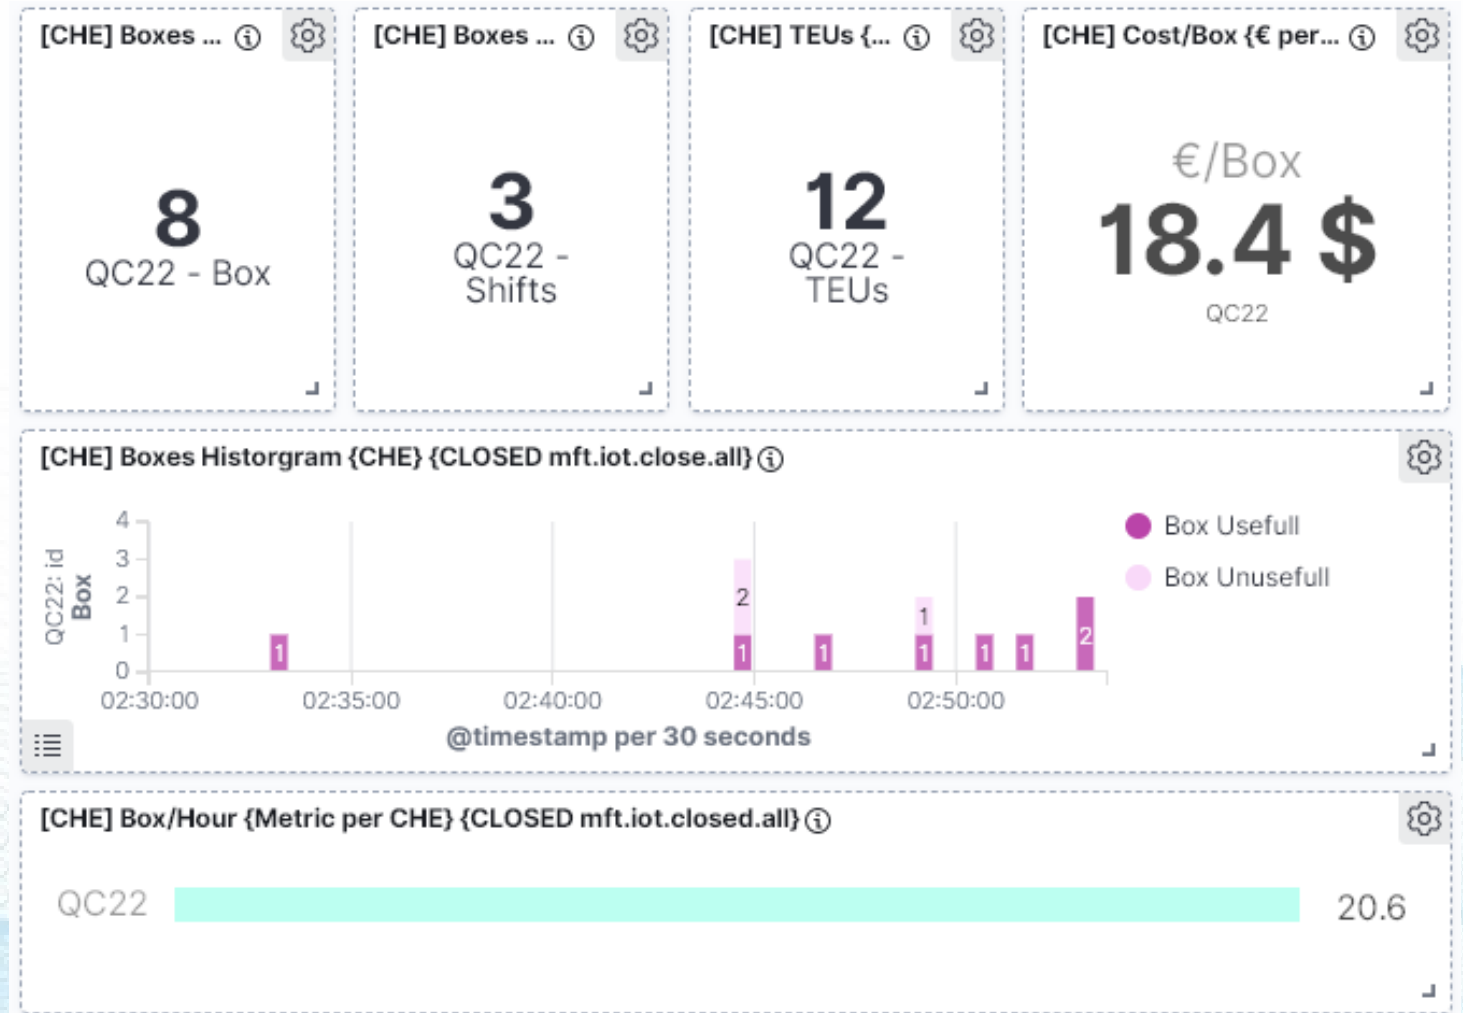 [CHE] Boxes ...
[CHE] Boxes ...
[CHE] TEUs {...
[CHE] Cost/Box {€ per...
8
QC22 - Box
3
QC22 -
Shifts
12
QC22 -
TEUs
€/Box
18.4 $
QC22
[CHE] Boxes Historgram {CHE} {CLOSED mft.iot.close.all}
QC22: id
Box
4
3
2
1
0
1
2
1
1
1
1
1
1
2
02:30:00
02:35:00
02:40:00
02:45:00
02:50:00
@timestamp per 30 seconds
Box Usefull
Box Unusefull
[CHE] Box/Hour {Metric per CHE} {CLOSED mft.iot.closed.all}
QC22
20.6